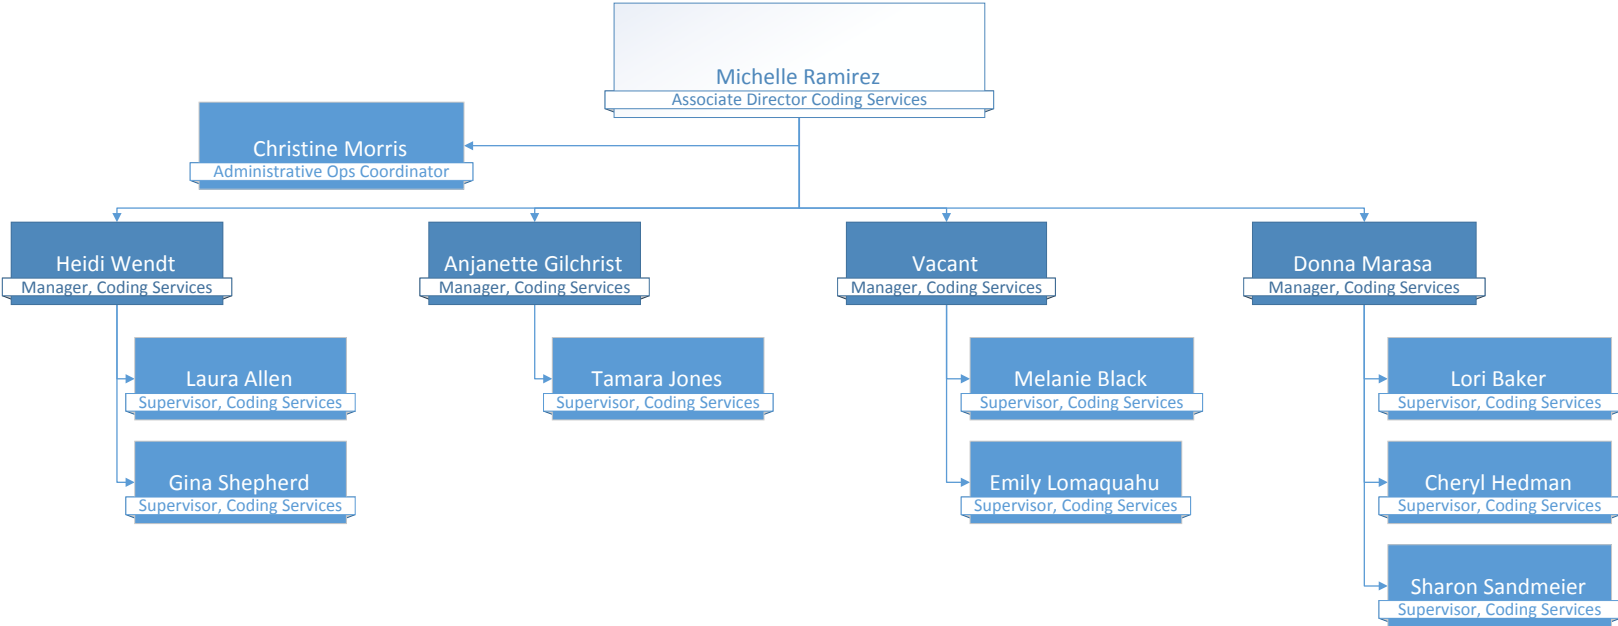 Michelle Ramirez
Associate Director Coding Services
Christine Morris
Administrative Ops Coordinator
Heidi Wendt
Manager, Coding Services
Anjanette Gilchrist
Manager, Coding Services
Vacant
Manager, Coding Services
Donna Marasa
Manager, Coding Services
Laura Allen
Supervisor, Coding Services
Tamara Jones
Supervisor, Coding Services
Melanie Black
Supervisor, Coding Services
Lori Baker
Supervisor, Coding Services
Gina Shepherd
Supervisor, Coding Services
Emily Lomaquahu
Supervisor, Coding Services
Cheryl Hedman
Supervisor, Coding Services
Sharon Sandmeier
Supervisor, Coding Services